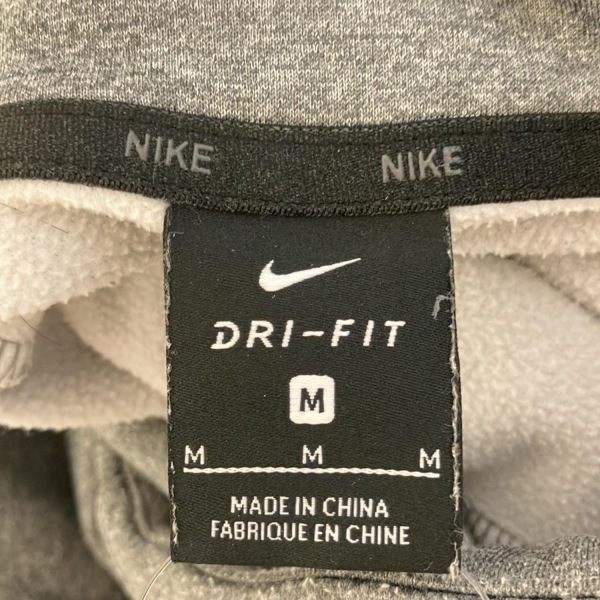 NIKE NIKE
DRI-FIT
M
M M M
MADE IN CHINA
FABRIQUE EN CHINE